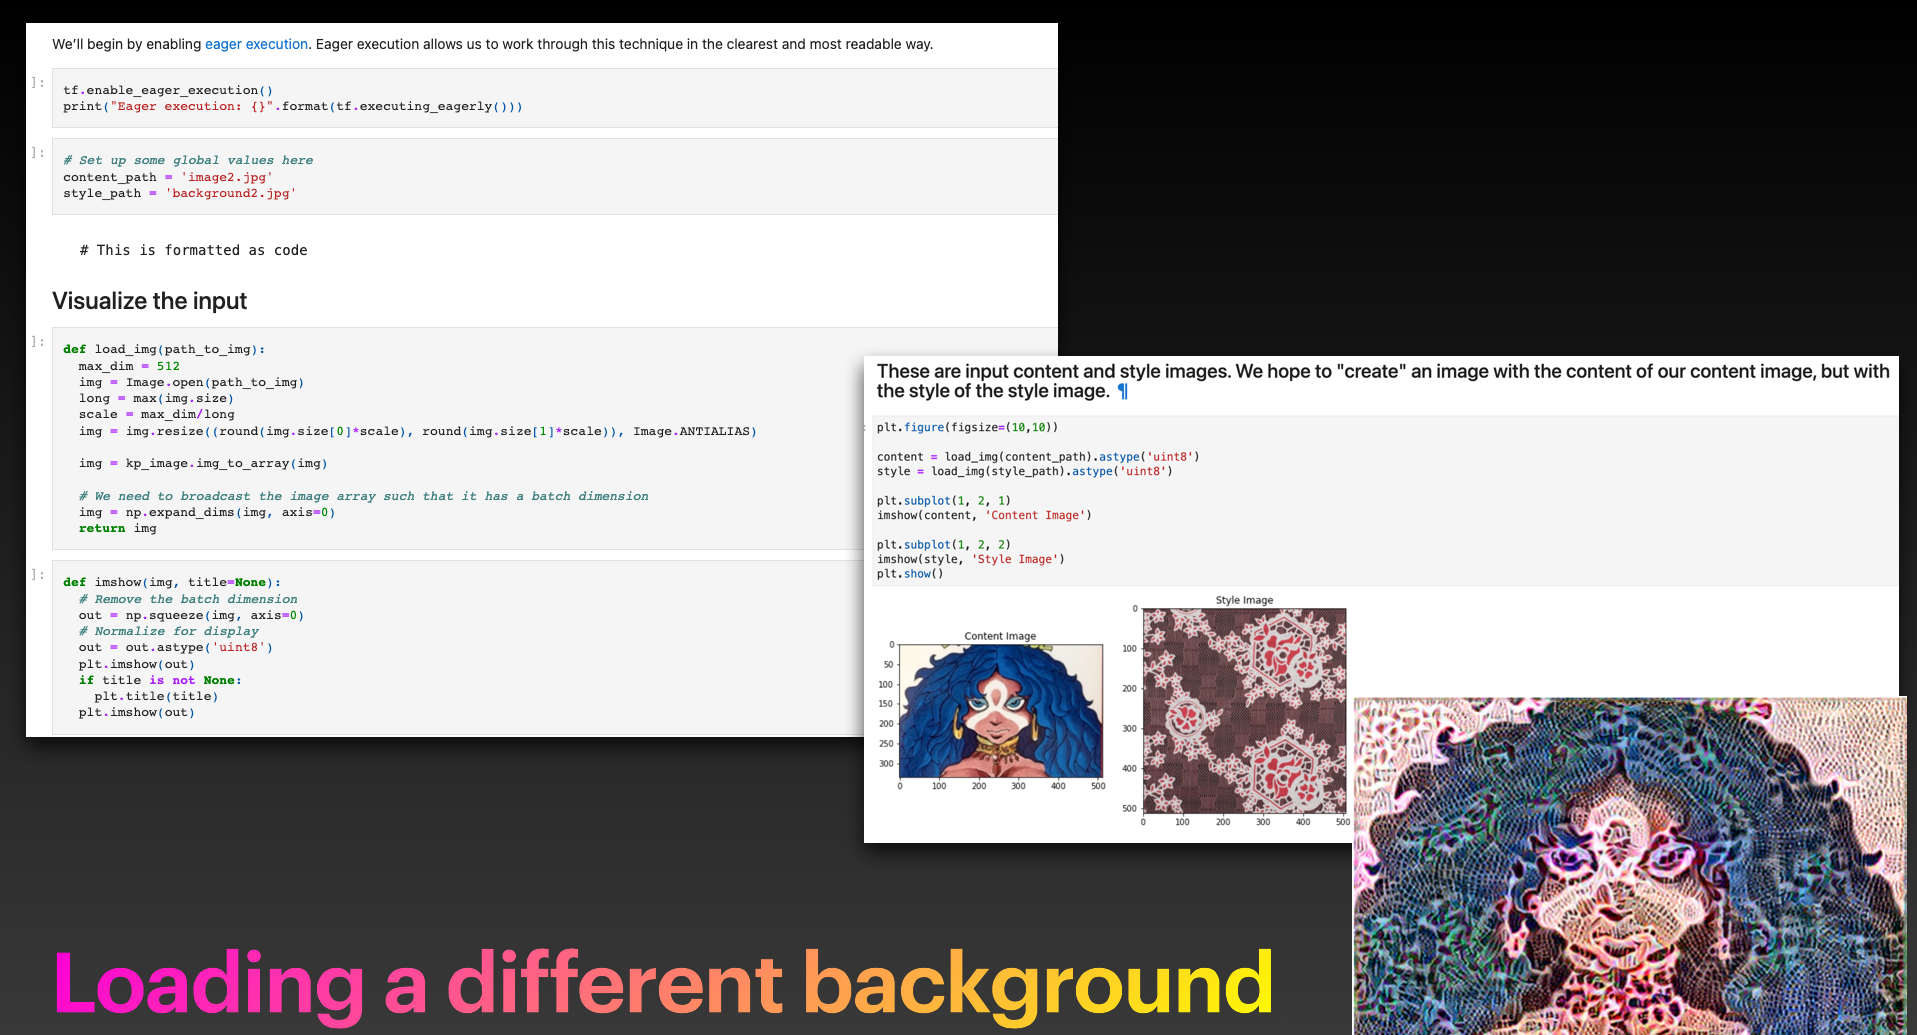 We'll begin by enabling eager execution. Eager execution allows us to work through this technique in the clearest and most readable way.
]:
tf.enable_eager_execution()
print("Eager execution: {}".format(tf.executing_eagerly()))
]:
# Set up some global values here
content_path = 'image2.jpg'
style_path = 'background2.jpg'
# This is formatted as code
Visualize the input
]:
def load_img(path_to_img):
max_dim = 512
img = Image.open(path_to_img)
long = max(img.size)
scale = max_dim/long
img = img.resize((round(img.size[0]*scale), round(img.size[1]*scale)), Image.ANTIALIAS)
img = kp_image.img_to_array(img)
# We need to broadcast the image array such that it has a batch dimension
img = np.expand_dims(img, axis=0)
return img
]:
def imshow(img, title=None):
# Remove the batch dimension
out = np.squeeze(img, axis=0)
# Normalize for display
out = out.astype('uint8')
plt.imshow(out)
if title is not None:
plt.title(title)
plt.imshow(out)
These are input content and style images. We hope to "create" an image with the content of our content image, but with
the style of the style image. ¶
plt.figure(figsize=(10,10))
content = load_img(content_path).astype('uint8')
style = load_img(style_path).astype('uint8')
plt.subplot(1, 2, 1)
imshow(content, 'Content Image')
plt.subplot(1, 2, 2)
imshow(style, 'Style Image')
plt.show()
Content Image
0
50
100
150
200
250
300
0 100 200 300 400 500
Style Image
0
100
200
300
400
500
0 100 200 300 400 500
Loading a different background